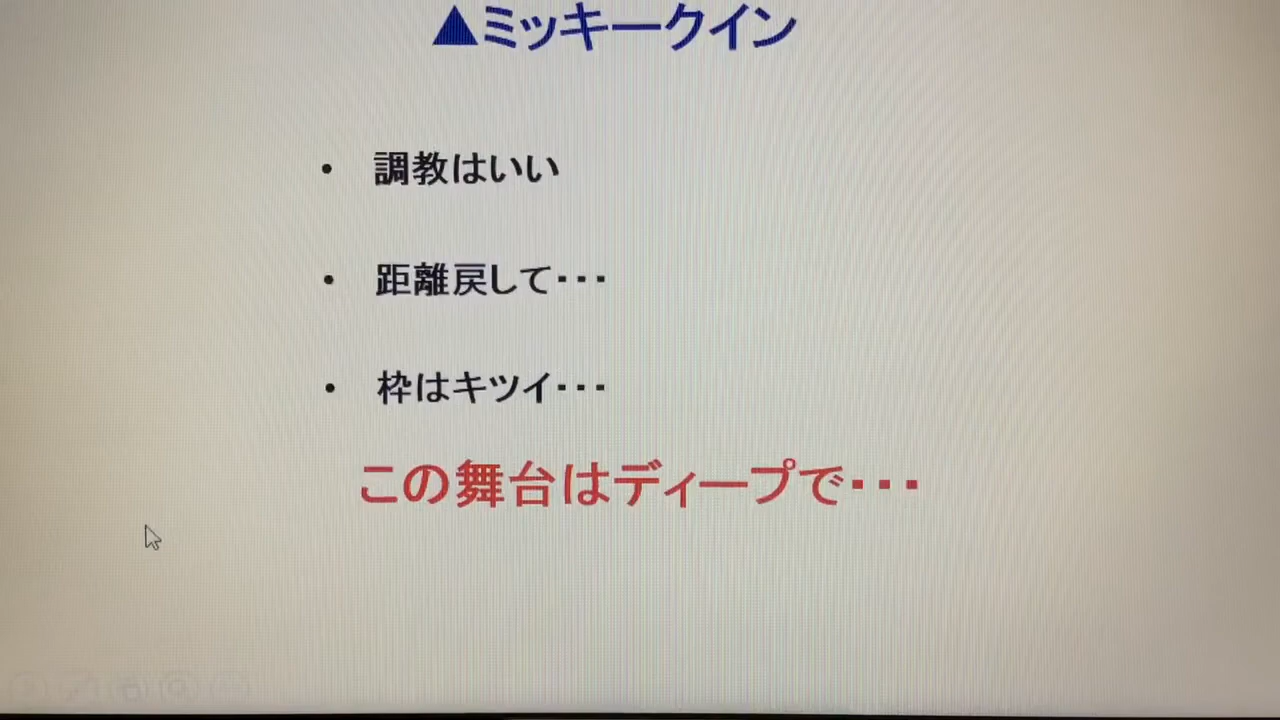 ▲ミッキークイン
• 調教はいい
• 距離戻して・・・
• 枠はキツイ・・・
この舞台はディープで・・・